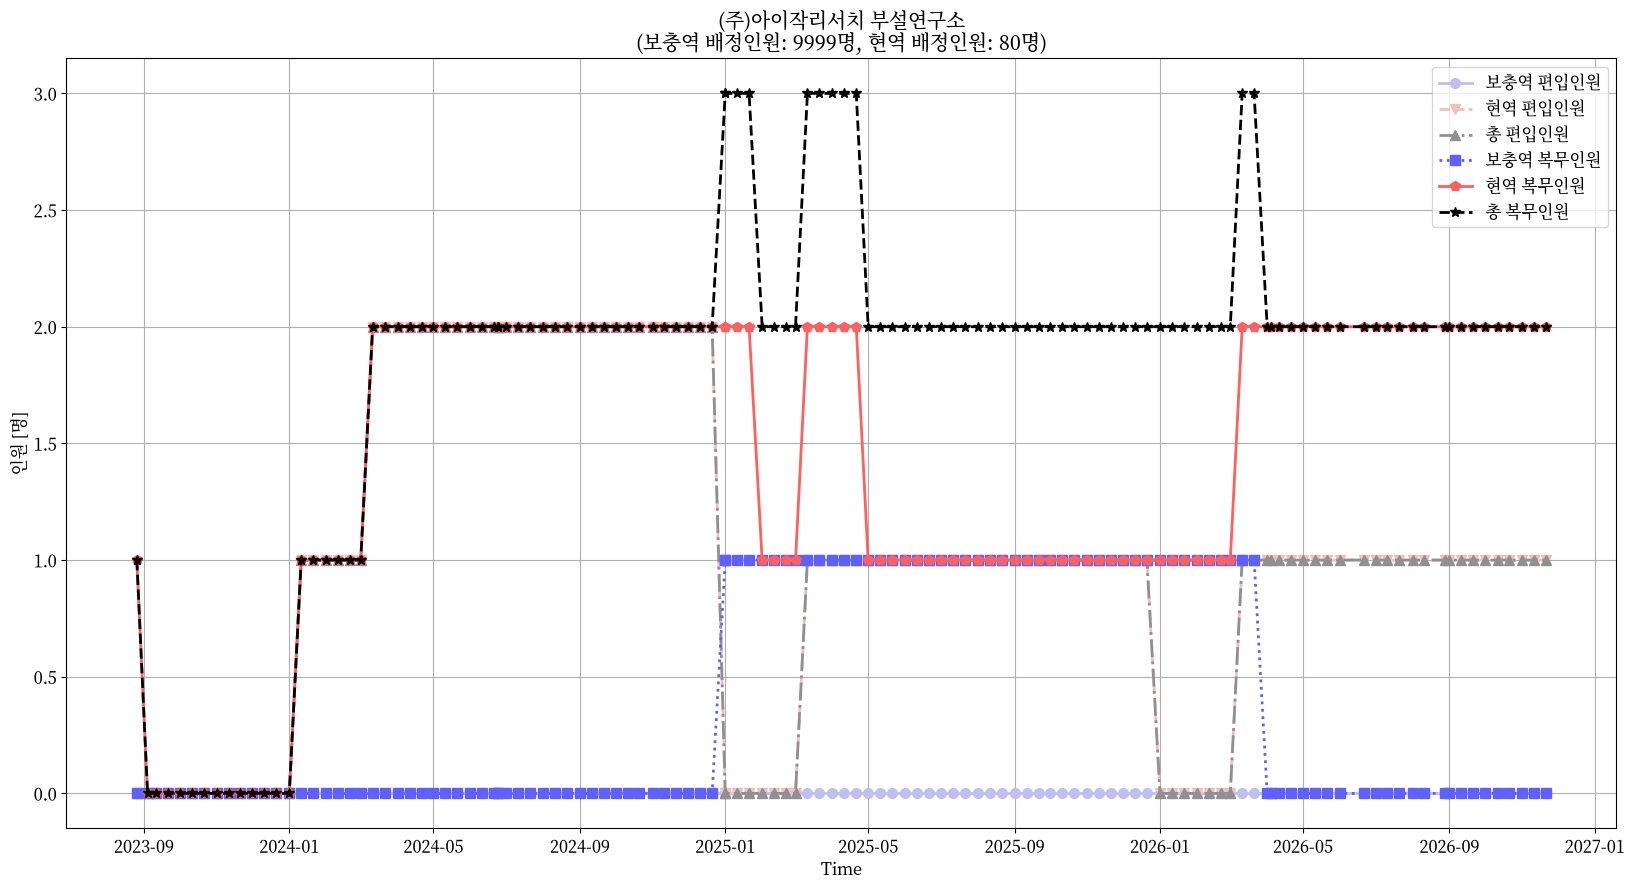 (주)아이작리서치 부설연구소
(보충역 배정인원: 9999명, 현역 배정인원: 80명)
보충역 편입인원
현역 편입인원
총 편입인원
보충역 복무인원
현역 복무인원
총 복무인원
인원 [명]
3.0
2.5
2.0
1.5
1.0
0.5
0.0
2023-09 2024-01 2024-05 2024-09 2025-01 2025-05 2025-09 2026-01 2026-05 2026-09 2027-01
Time